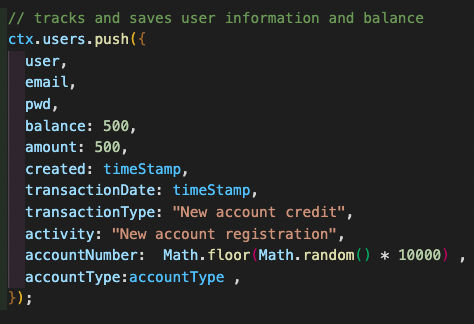 // tracks and saves user information and balance
ctx.users.push({
  user,
  email,
  pwd,
  balance: 500,
  amount: 500,
  created: timeStamp,
  transactionDate: timeStamp,
  transactionType: "New account credit",
  activity: "New account registration",
  accountNumber:  Math.floor(Math.random() * 10000) ,
  accountType:accountType ,
});